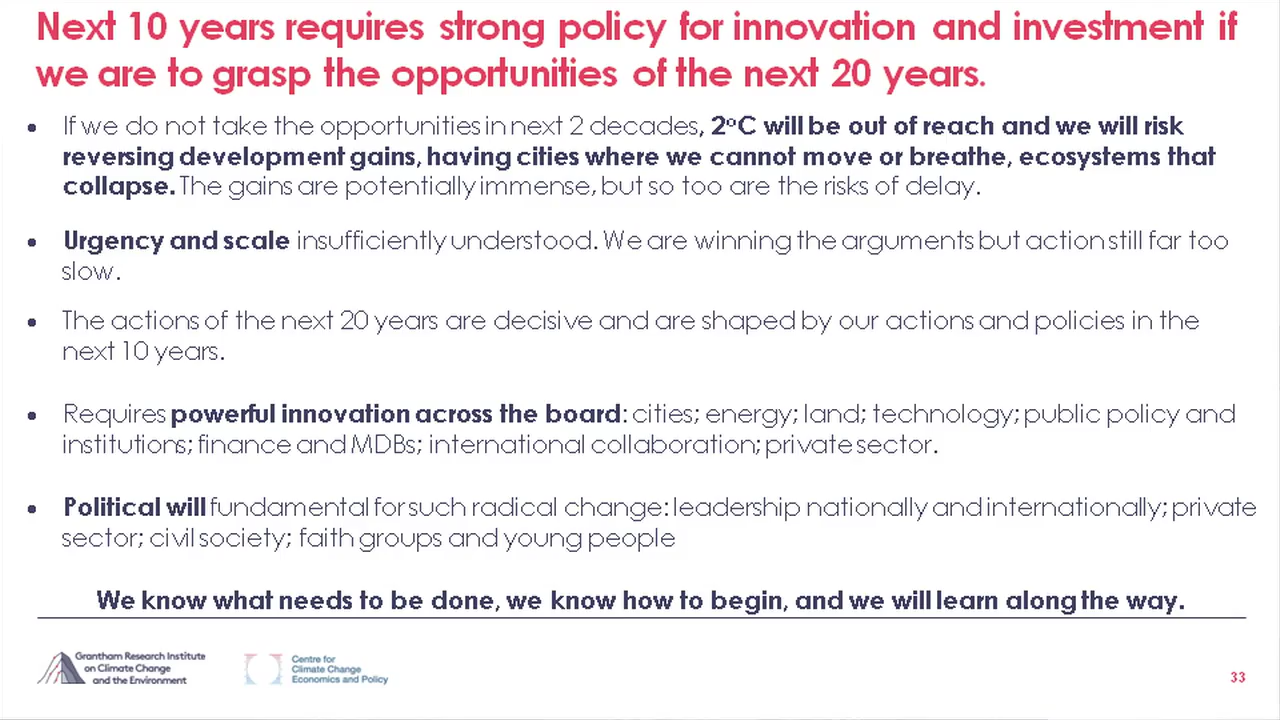 Next 10 years requires strong policy for innovation and investment if
we are to grasp the opportunities of the next 20 years.
• If we do not take the opportunities in next 2 decades, 2°C will be out of reach and we will risk
reversing development gains, having cities where we cannot move or breathe, ecosystems that
collapse. The gains are potentially immense, but so too are the risks of delay.
• Urgency and scale insufficiently understood. We are winning the arguments but action still far too
slow.
• The actions of the next 20 years are decisive and are shaped by our actions and policies in the
next 10 years.
• Requires powerful innovation across the board: cities; energy; land; technology; public policy and
institutions; finance and MDBs; international collaboration; private sector.
• Political will fundamental for such radical change: leadership nationally and internationally; private
sector; civil society; faith groups and young people
We know what needs to be done, we know how to begin, and we will learn along the way.
Grantham Research Institute
on Climate Change
and the Environment
Centre for
Climate Change
Economics and Policy
33